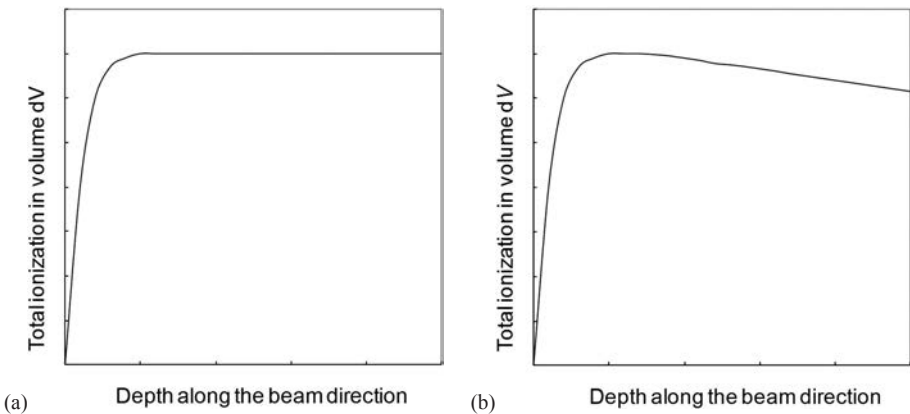 Total ionization in volume dV
Depth along the beam direction
(a)
Total ionization in volume dV
Depth along the beam direction
(b)